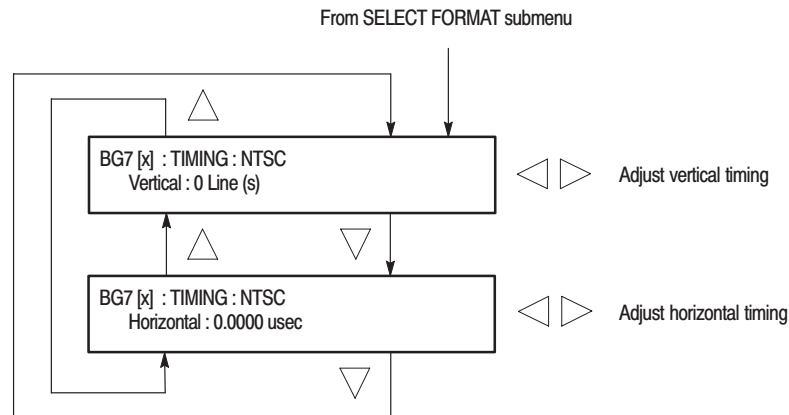 From SELECT FORMAT submenu
BG7 [x] : TIMING : NTSC
Vertical : 0 Line (s)
Adjust vertical timing
BG7 [x] : TIMING : NTSC
Horizontal : 0.0000 usec
Adjust horizontal timing